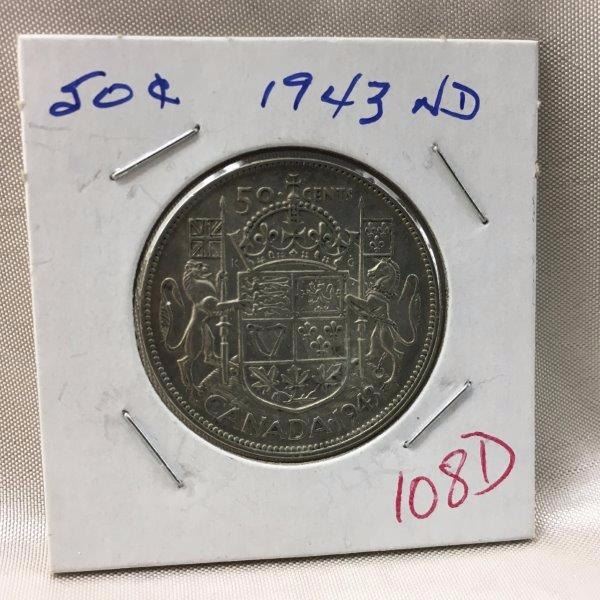 50¢ 1943 ND
50 CENTS
K G
CANADA 1943
108D